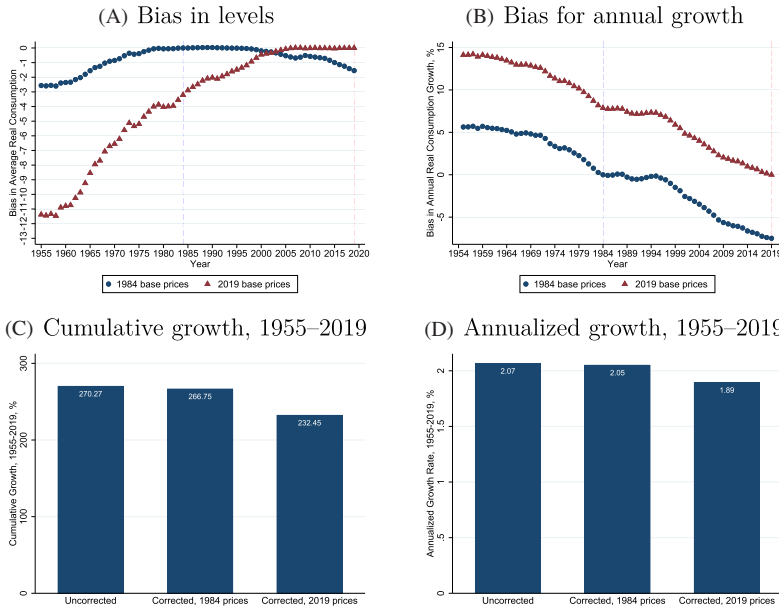 (A) Bias in levels
Bias in Average Real Consumption
0
-1
-2
-3
-4
-5
-6
-7
-8
-9
-10
-11
-12
-13
1955 1960 1965 1970 1975 1980 1985 1990 1995 2000 2005 2010 2015 2020
Year
1984 base prices 2019 base prices
(B) Bias for annual growth
Bias in Annual Real Consumption Growth, %
15
10
5
0
-5
1954 1959 1964 1969 1974 1979 1984 1989 1994 1999 2004 2009 2014 2019
Year
1984 base prices 2019 base prices
(C) Cumulative growth, 1955–2019
Cumulative Growth, 1955-2019, %
300
200
100
0
270.27 266.75 232.45
Uncorrected Corrected, 1984 prices Corrected, 2019 prices
(D) Annualized growth, 1955–2019
Annualized Growth Rate, 1955-2019, %
2
1.5
1
.5
0
2.07 2.05 1.89
Uncorrected Corrected, 1984 prices Corrected, 2019 prices